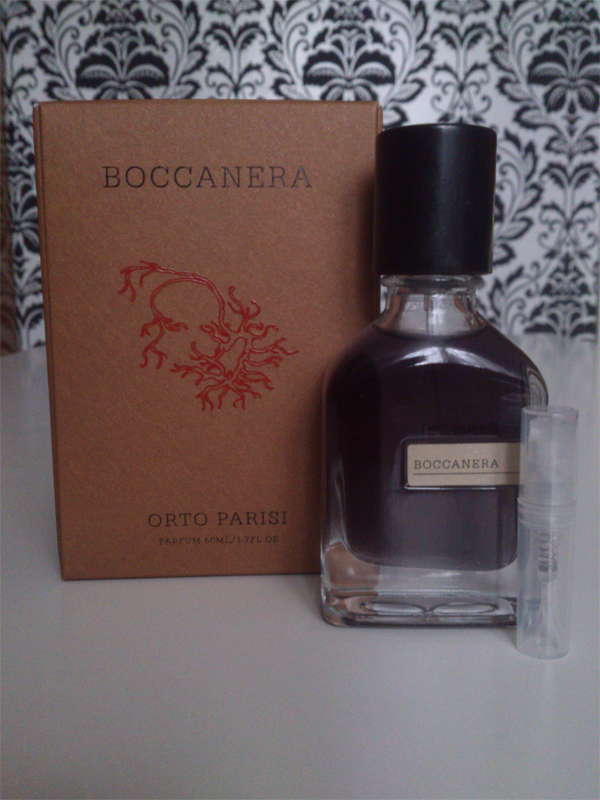 BOCCANERA
ORTO PARISI
PARFUM 50ML/1.7FL OZ
BOCCANERA